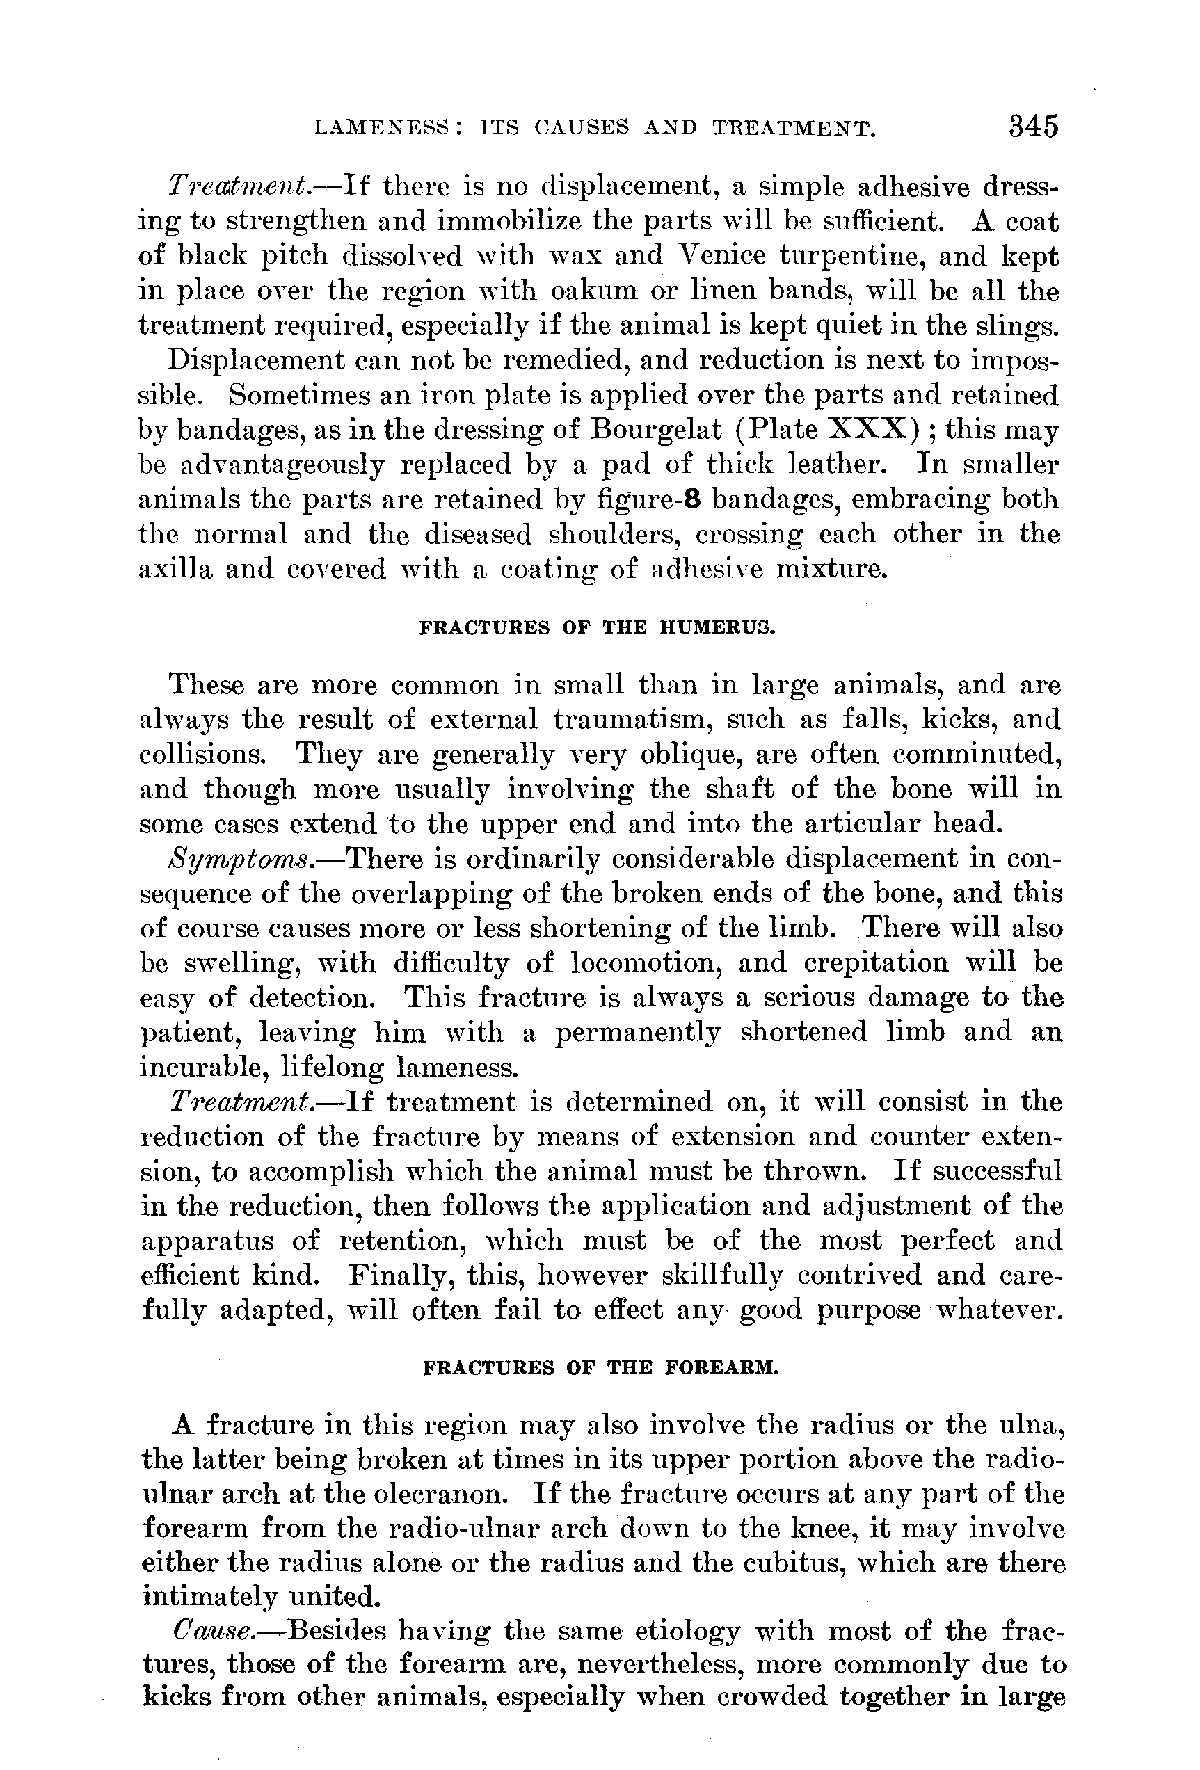 LAMENESS: ITS CAUSES AND TREATMENT. 345
Treatment.—If there is no displacement, a simple adhesive dress-
ing to strengthen and immobilize the parts will be sufficient. A coat
of black pitch dissolved with wax and Venice turpentine, and kept
in place over the region with oakum or linen bands, will be all the
treatment required, especially if the animal is kept quiet in the slings.
Displacement can not be remedied, and reduction is next to impos-
sible. Sometimes an iron plate is applied over the parts and retained
by bandages, as in the dressing of Bourgelat (Plate XXX); this may
be advantageously replaced by a pad of thick leather. In smaller
animals the parts are retained by figure-8 bandages, embracing both
the normal and the diseased shoulders, crossing each other in the
axilla and covered with a coating of adhesive mixture.
FRACTURES OF THE HUMERUS.
These are more common in small than in large animals, and are
always the result of external traumatism, such as falls, kicks, and
collisions. They are generally very oblique, are often comminuted,
and though more usually involving the shaft of the bone will in
some cases extend to the upper end and into the articular head.
Symptoms.—There is ordinarily considerable displacement in con-
sequence of the overlapping of the broken ends of the bone, and this
of course causes more or less shortening of the limb. There will also
be swelling, with difficulty of locomotion, and crepitation will be
easy of detection. This fracture is always a serious damage to the
patient, leaving him with a permanently shortened limb and an
incurable, lifelong lameness.
Treatment.—If treatment is determined on, it will consist in the
reduction of the fracture by means of extension and counter exten-
sion, to accomplish which the animal must be thrown. If successful
in the reduction, then follows the application and adjustment of the
apparatus of retention, which must be of the most perfect and
efficient kind. Finally, this, however skillfully contrived and care-
fully adapted, will often fail to effect any good purpose whatever.
FRACTURES OF THE FOREARM.
A fracture in this region may also involve the radius or the ulna,
the latter being broken at times in its upper portion above the radio-
ulnar arch at the olecranon. If the fracture occurs at any part of the
forearm from the radio-ulnar arch down to the knee, it may involve
either the radius alone or the radius and the cubitus, which are there
intimately united.
Cause.—Besides having the same etiology with most of the frac-
tures, those of the forearm are, nevertheless, more commonly due to
kicks from other animals, especially when crowded together in large